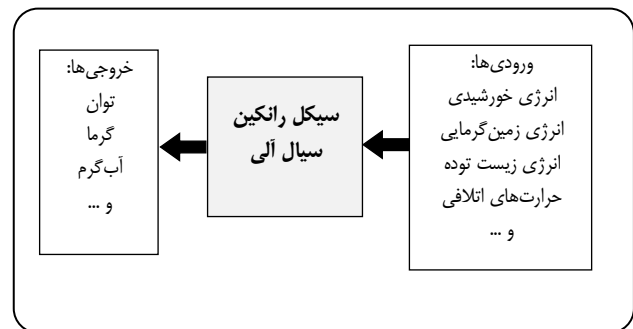 ورودی‌ها:
انرژی خورشیدی
انرژی زمین‌گرمایی
انرژی زیست توده
حرارت‌های اتلافی
و ...
سیکل رانکین
سیال آلی
خروجی‌ها:
توان
گرما
آب‌گرم
و ...